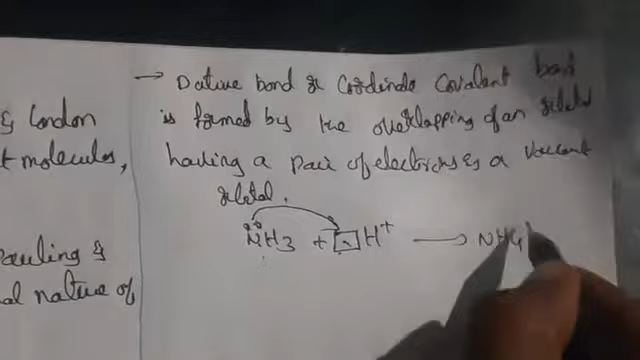 → Dative bond or Coordinate Covalent bond
& London
is formed by the overlapping of an orbital
t molecules,
having a pair of electrons & a vacant
orbital.
Pauling &
NH3 + H+ → NH4
al nature of